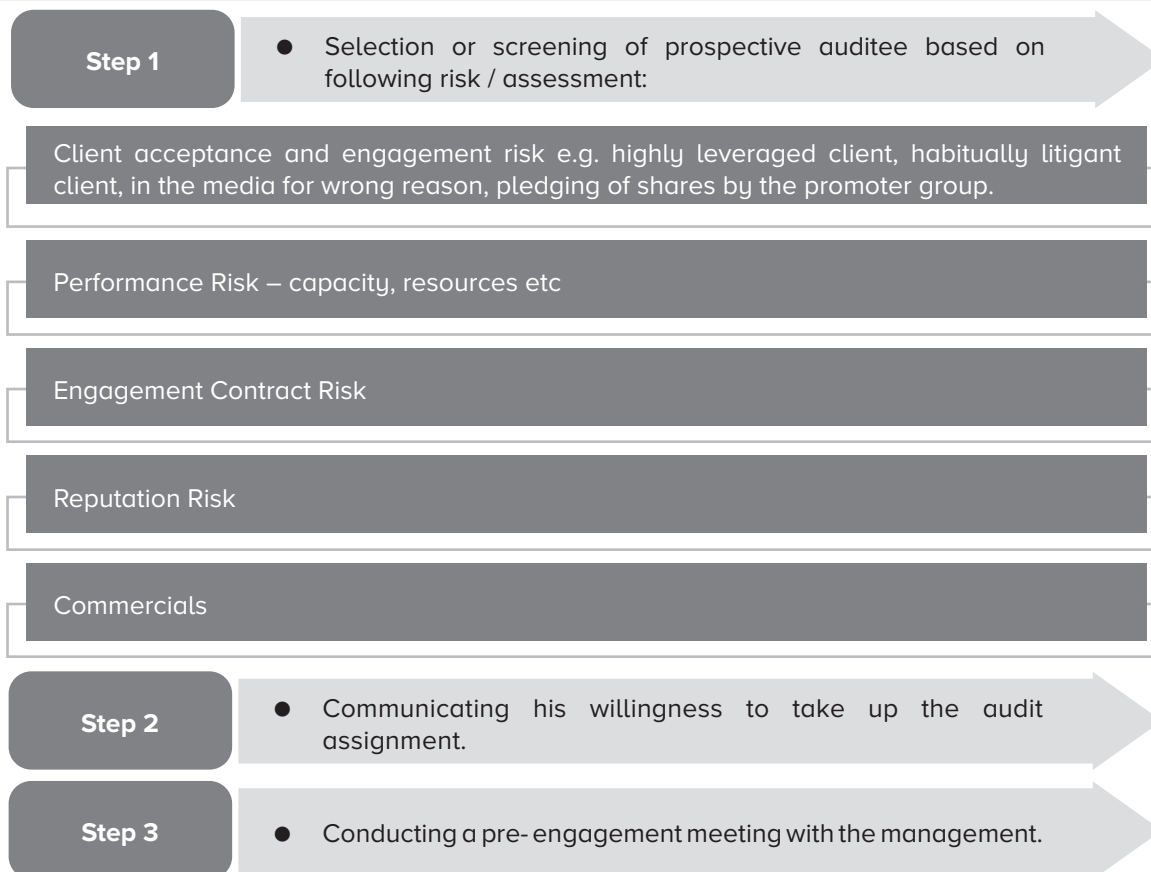 Step 1
● Selection or screening of prospective auditee based on
following risk / assessment:
Client acceptance and engagement risk e.g. highly leveraged client, habitually litigant
client, in the media for wrong reason, pledging of shares by the promoter group.
Performance Risk – capacity, resources etc
Engagement Contract Risk
Reputation Risk
Commercials
Step 2
● Communicating his willingness to take up the audit
assignment.
Step 3
● Conducting a pre- engagement meeting with the management.